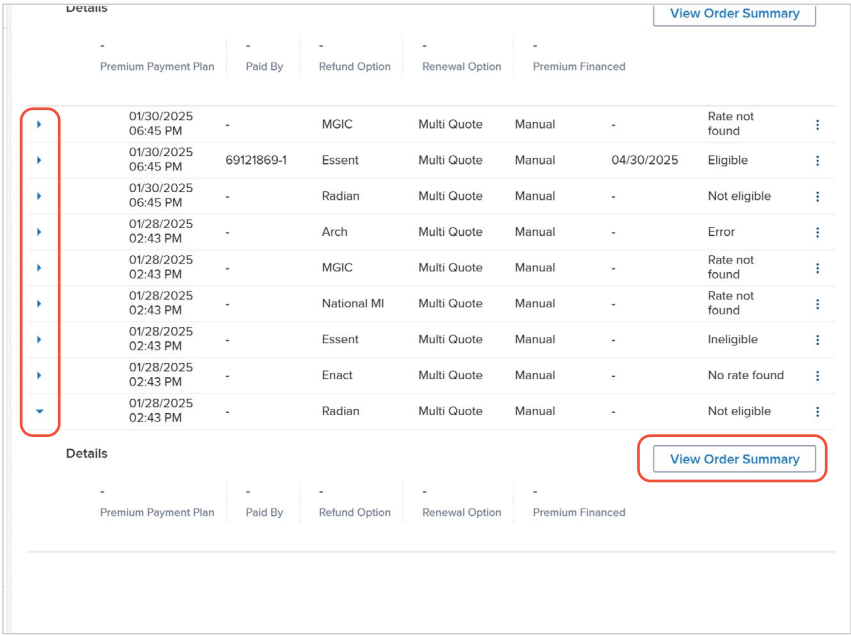 Details
View Order Summary
- - - - -
Premium Payment Plan Paid By Refund Option Renewal Option Premium Financed
01/30/2025
06:45 PM - MGIC Multi Quote Manual - Rate not
found
01/30/2025
06:45 PM 69121869-1 Essent Multi Quote Manual 04/30/2025 Eligible
01/30/2025
06:45 PM - Radian Multi Quote Manual - Not eligible
01/28/2025
02:43 PM - Arch Multi Quote Manual - Error
01/28/2025
02:43 PM - MGIC Multi Quote Manual - Rate not
found
01/28/2025
02:43 PM - National MI Multi Quote Manual - Rate not
found
01/28/2025
02:43 PM - Essent Multi Quote Manual - Ineligible
01/28/2025
02:43 PM - Enact Multi Quote Manual - No rate found
01/28/2025
02:43 PM - Radian Multi Quote Manual - Not eligible
Details
View Order Summary
- - - - -
Premium Payment Plan Paid By Refund Option Renewal Option Premium Financed